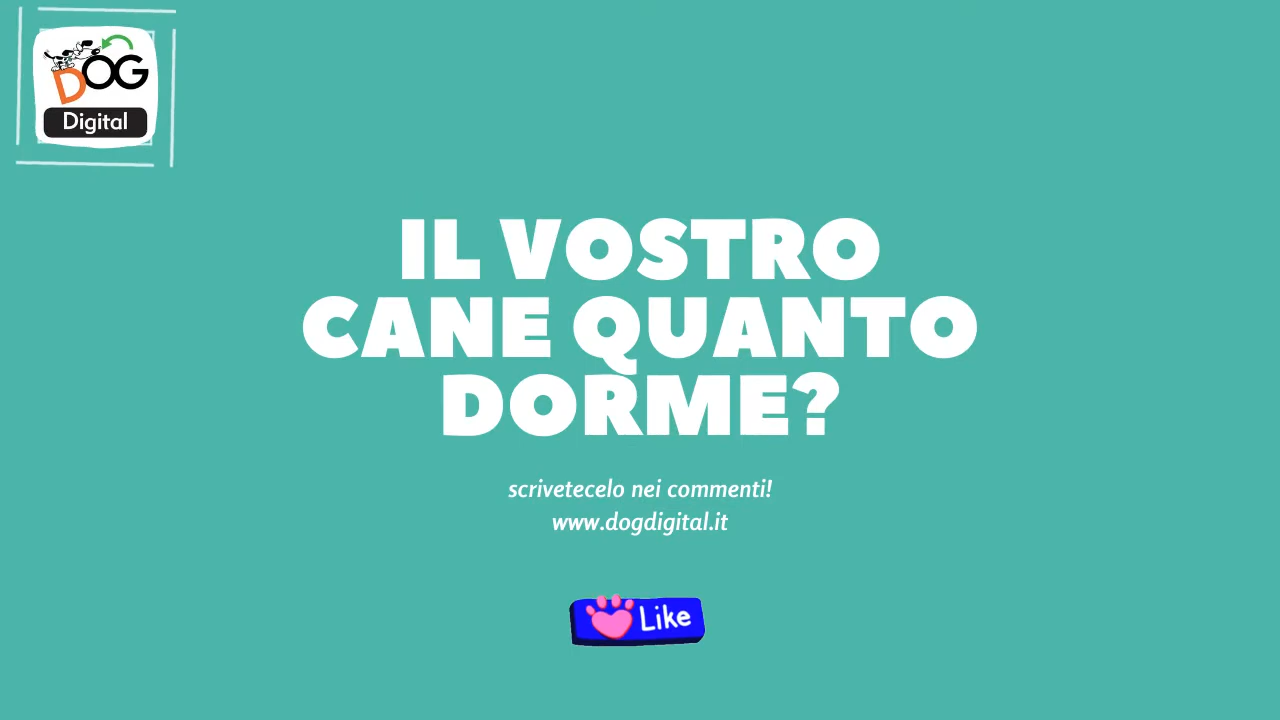 DOG
Digital
IL VOSTRO
CANE QUANTO
DORME?
scrivetecelo nei commenti!
www.dogdigital.it
Like